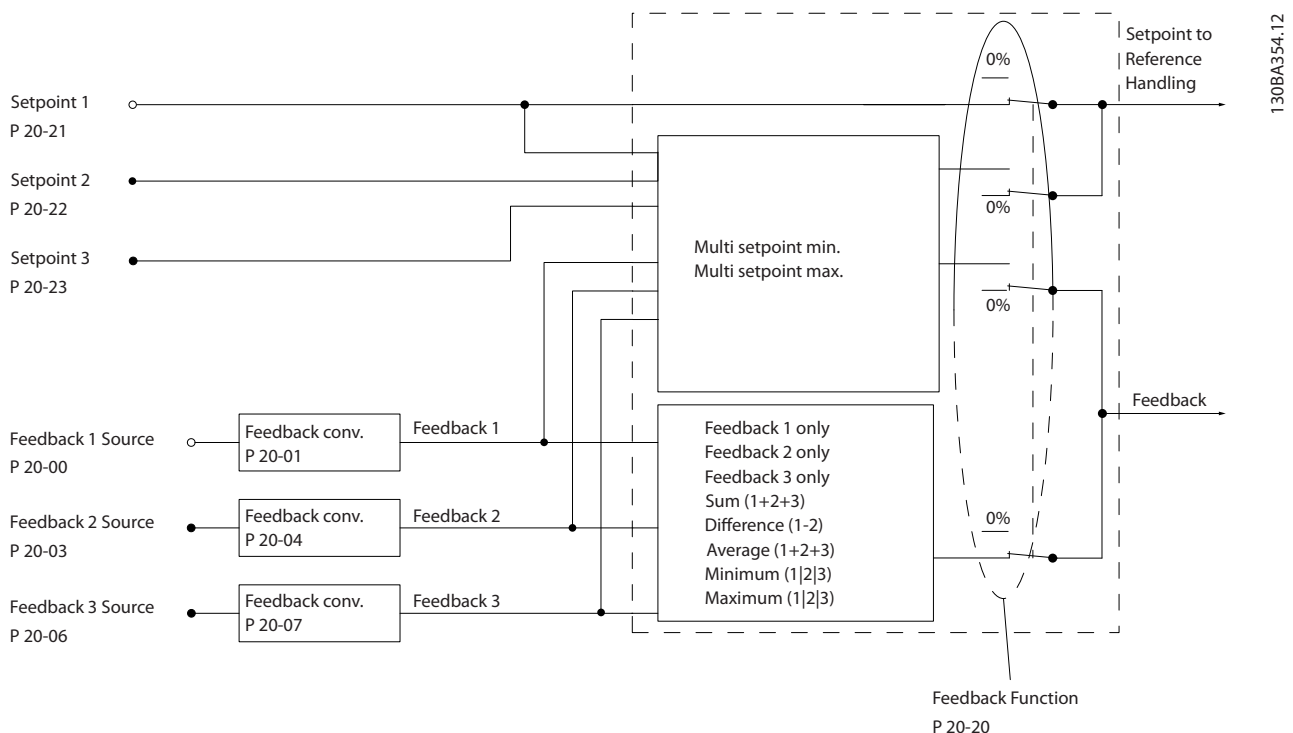 130BA354.12
Setpoint to
Reference
Handling
0%
Setpoint 1
P 20-21
Setpoint 2
P 20-22
0%
Setpoint 3
P 20-23
Multi setpoint min.
Multi setpoint max.
0%
Feedback
Feedback 1 Source
P 20-00
Feedback conv.
P 20-01
Feedback 1
Feedback 2 Source
P 20-03
Feedback conv.
P 20-04
Feedback 2
Feedback 3 Source
P 20-06
Feedback conv.
P 20-07
Feedback 3
Feedback 1 only
Feedback 2 only
Feedback 3 only
Sum (1+2+3)
Difference (1-2)
Average (1+2+3)
Minimum (1|2|3)
Maximum (1|2|3)
0%
Feedback Function
P 20-20